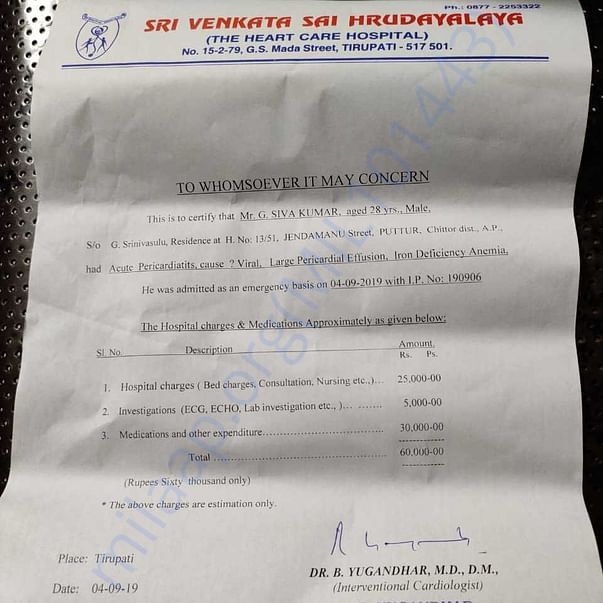 Ph.: 0877 - 2253322
SRI VENKATA SAI HRUDAYALAYA
(THE HEART CARE HOSPITAL)
No. 15-2-79, G.S. Mada Street, TIRUPATI - 517 501.
TO WHOMSOEVER IT MAY CONCERN
This is to certify that Mr. G. SIVA KUMAR, aged 28 yrs., Male,
S/o G. Srinivasulu, Residence at H. No: 13/51, JENDAMANU Street, PUTTUR, Chittor dist., A.P.,
had Acute Pericardiatits, cause ? Viral, Large Pericardial Effusion, Iron Deficiency Anemia,
He was admitted as an emergency basis on 04-09-2019 with I.P. No: 190906
The Hospital charges & Medications Approximately as given below:
Sl. No. Description Amount.
Rs. Ps.
1. Hospital charges ( Bed charges, Consultation, Nursing etc.,)... 25,000-00
2. Investigations (ECG, ECHO, Lab investigation etc., )... ....... 5,000-00
3. Medications and other expenditure.............................. 30,000-00
Total ........................................... 60,000-00
(Rupees Sixty thousand only)
* The above charges are estimation only.
Place: Tirupati
DR. B. YUGANDHAR, M.D., D.M.,
(Interventional Cardiologist)
Date: 04-09-19